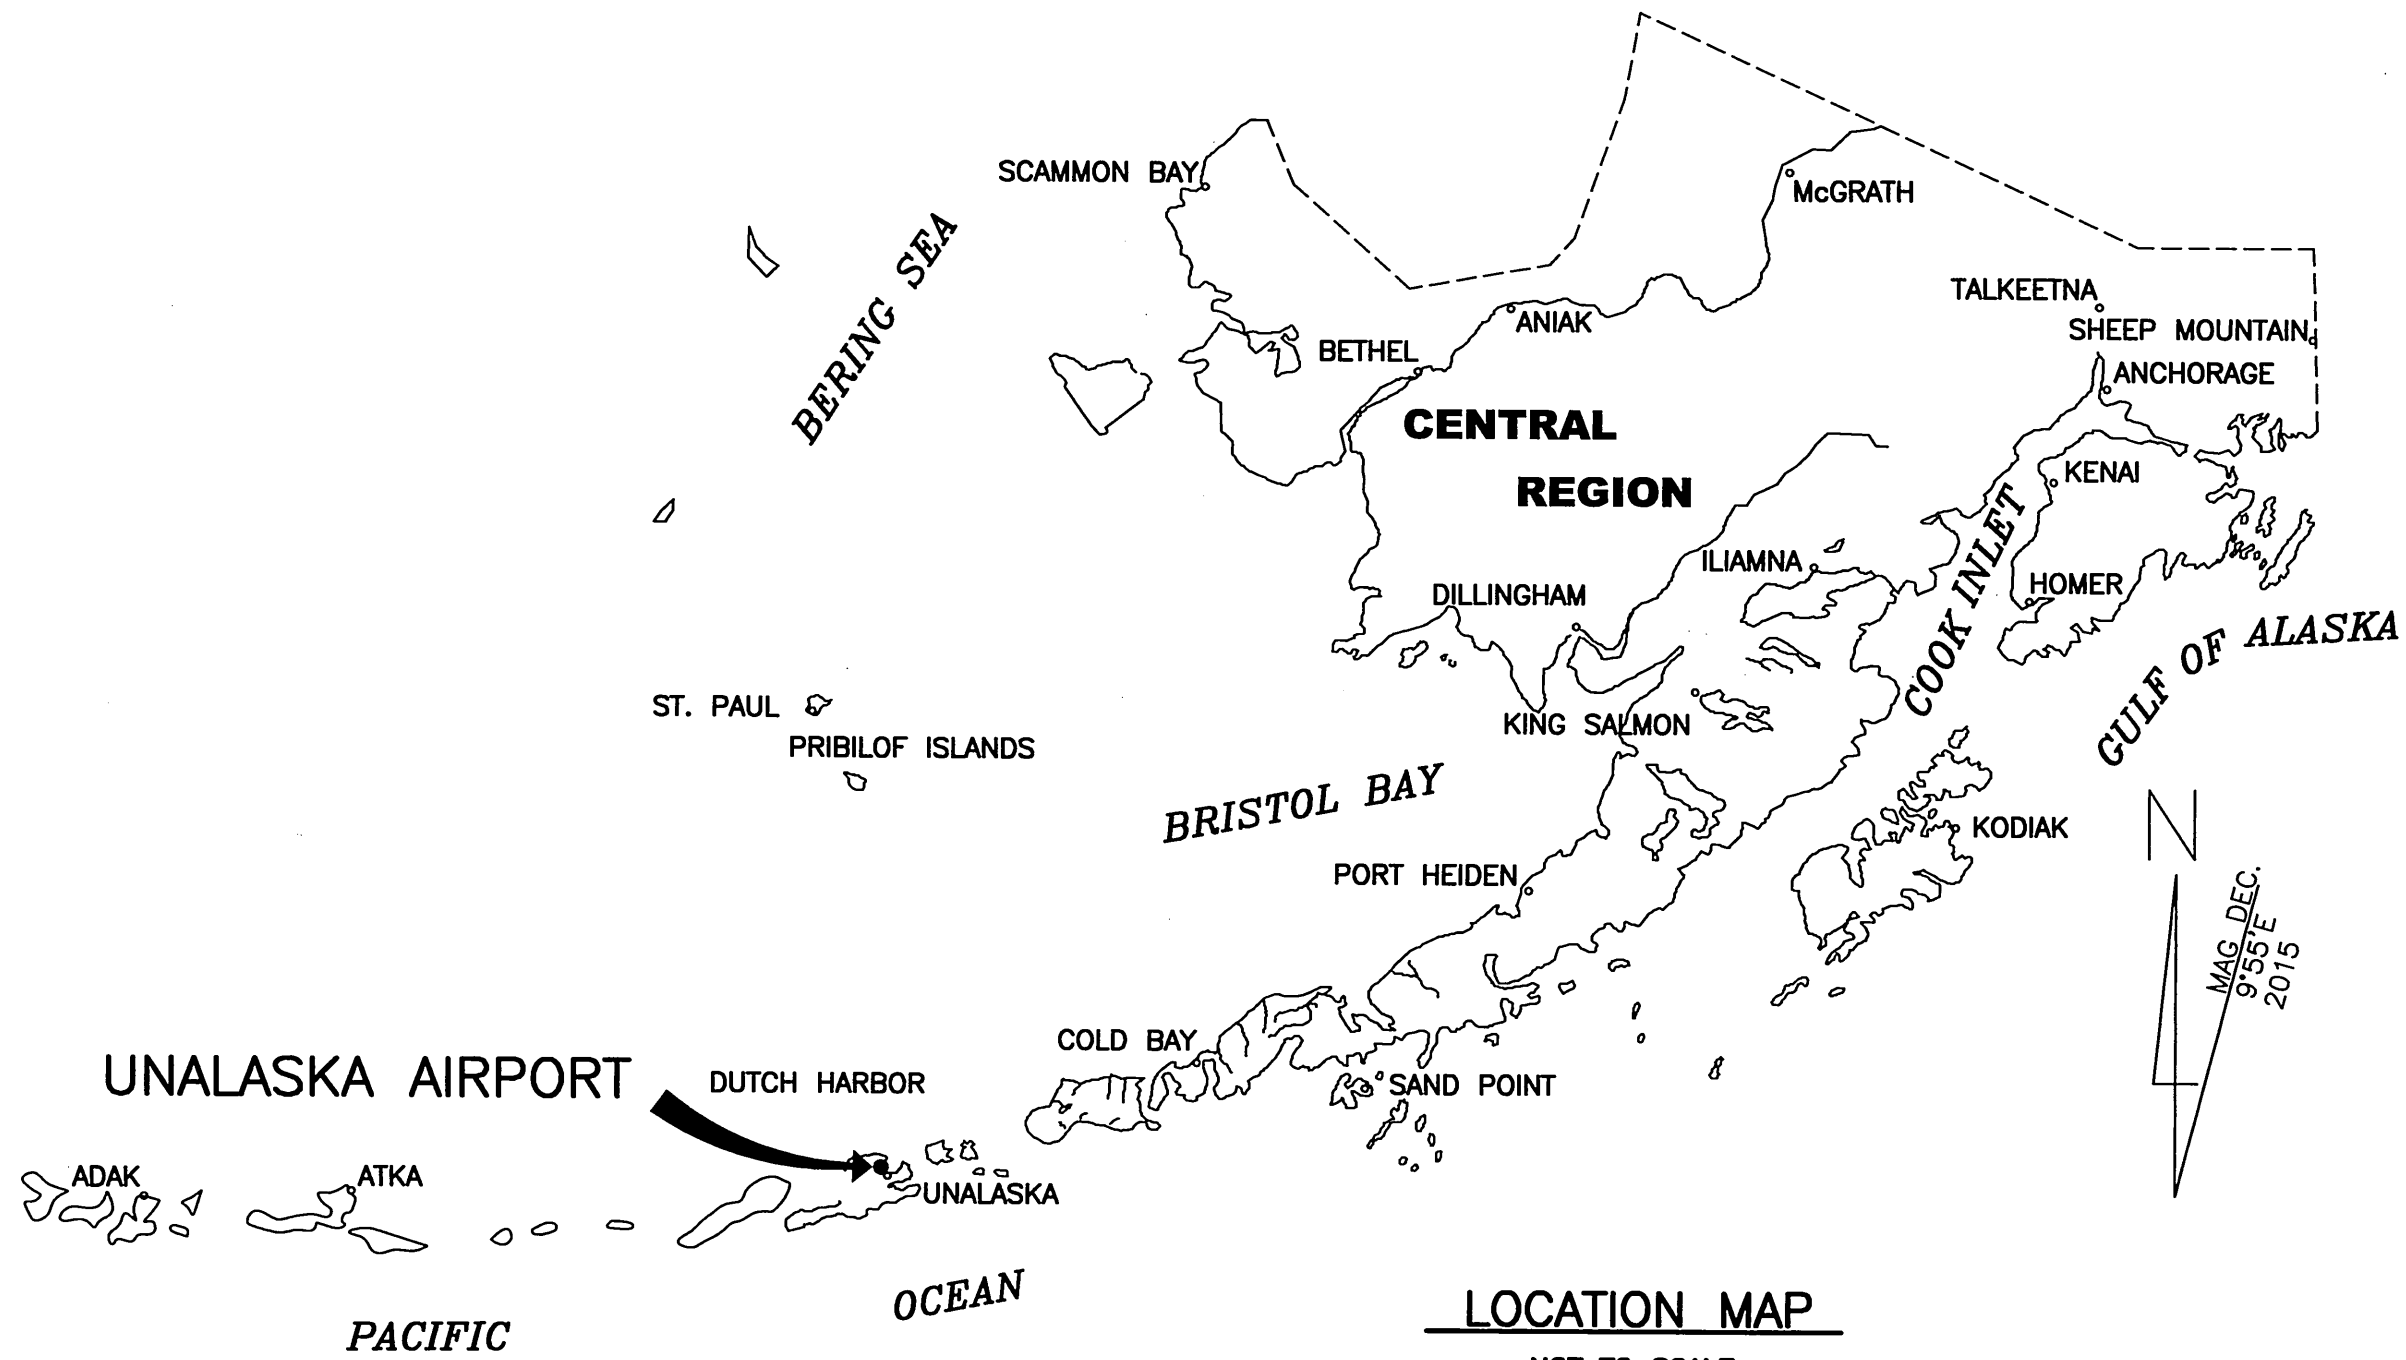 SCAMMON BAY
McGRATH
BERING SEA
TALKEETNA
ANIAK
SHEEP MOUNTAIN
BETHEL
ANCHORAGE
CENTRAL
REGION
KENAI
ILIAMNA
COOK INLET
HOMER
DILLINGHAM
GULF OF ALASKA
ST. PAUL
KING SALMON
PRIBILOF ISLANDS
BRISTOL BAY
KODIAK
N
PORT HEIDEN
MAG DEC.
9°55'E
2015
COLD BAY
UNALASKA AIRPORT
DUTCH HARBOR
SAND POINT
ADAK
ATKA
UNALASKA
OCEAN
LOCATION MAP
PACIFIC